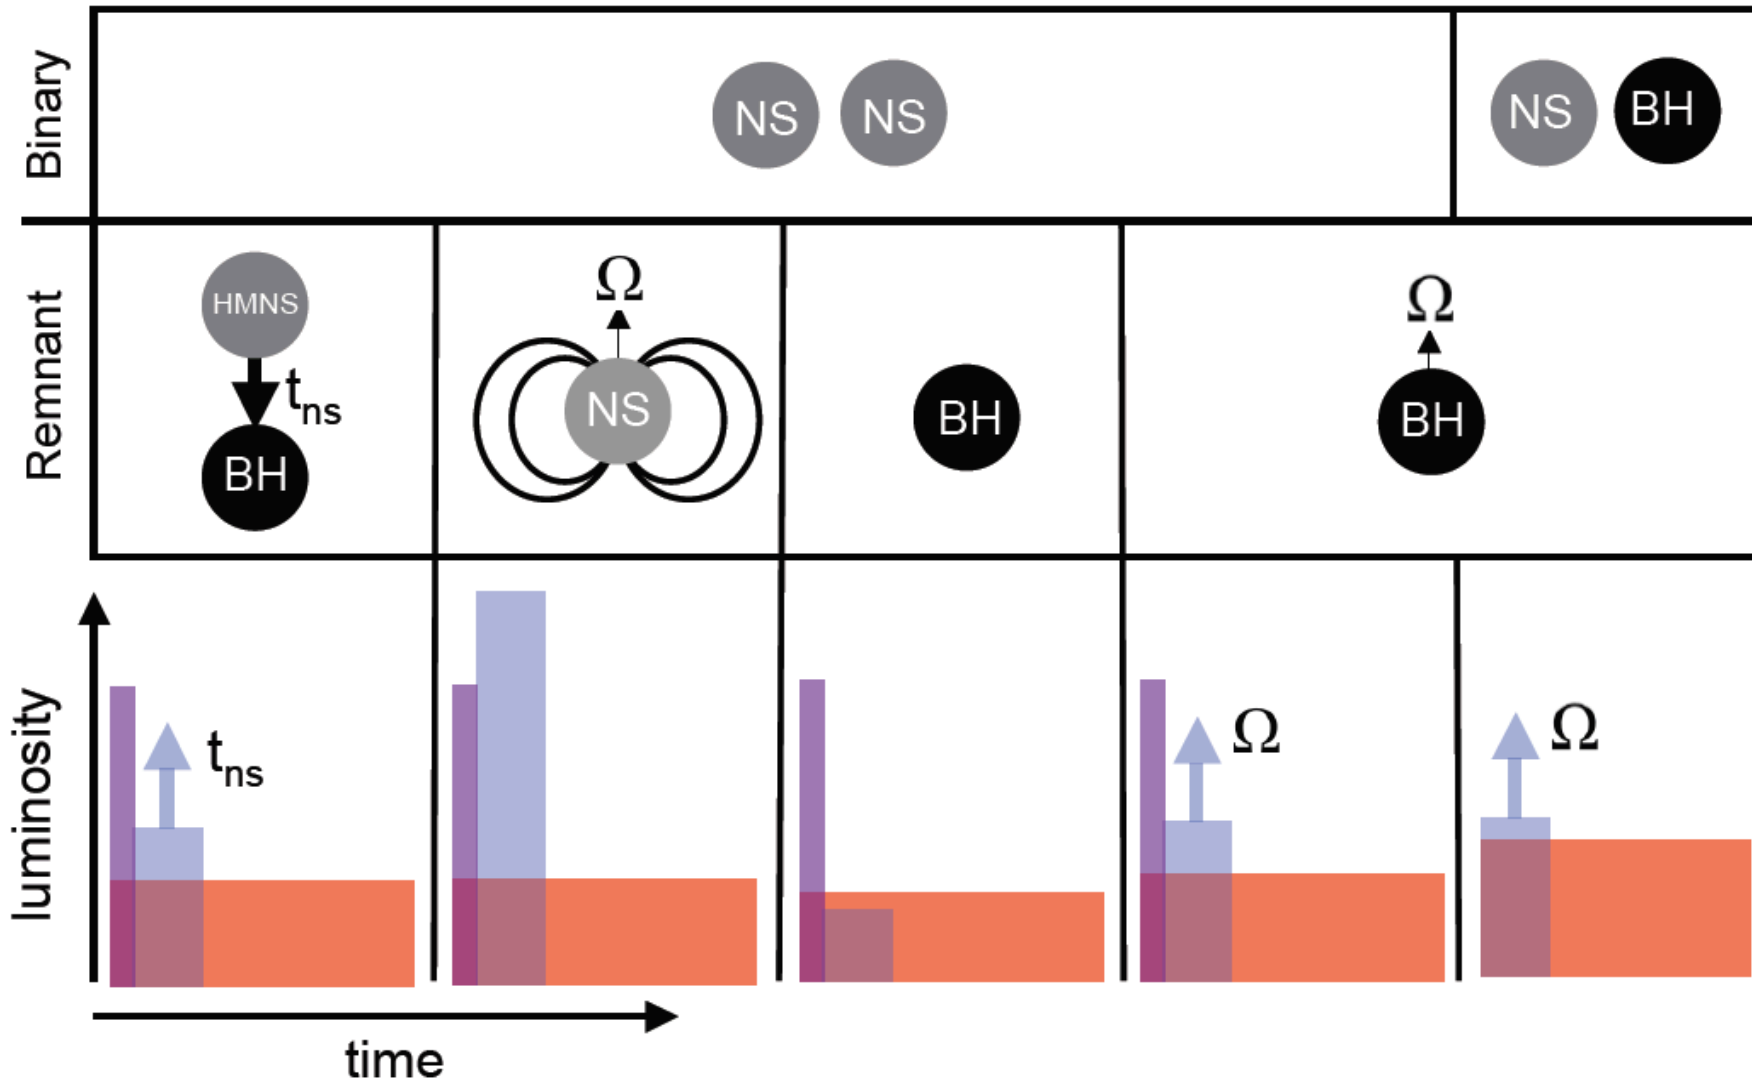 Binary
NS NS
NS BH
Remnant
HMNS
t_ns
BH
Ω
NS
BH
Ω
BH
luminosity
t_ns
Ω
Ω
time